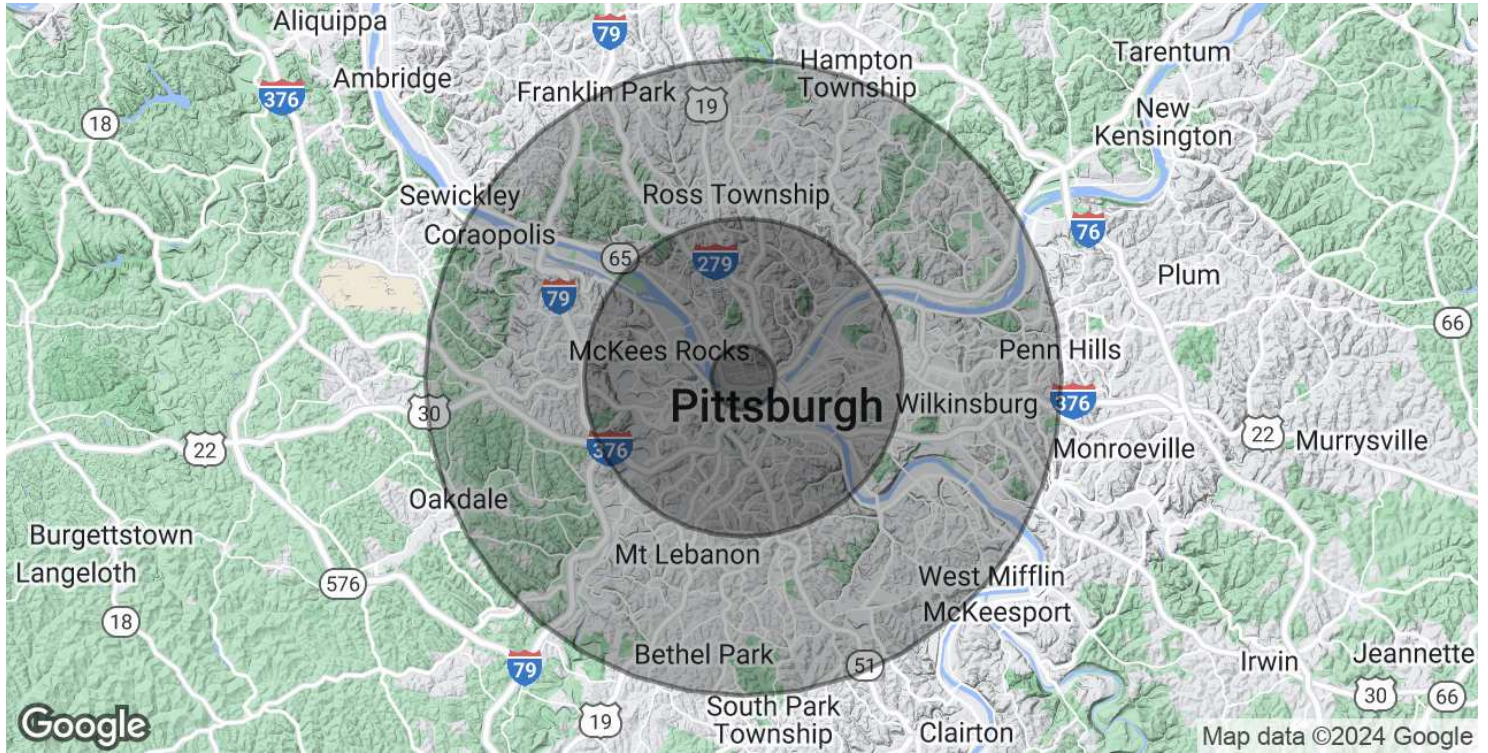 Aliquippa
79
Hampton
Township
Tarentum
Ambridge
376
Franklin Park
19
18
New
Kensington
Sewickley
Ross Township
Coraopolis
65
279
76
79
Plum
66
McKees Rocks
Penn Hills
30
Pittsburgh
Wilkinsburg
376
22
376
Monroeville
22
Murrysville
Oakdale
Burgettstown
Mt Lebanon
Langeloth
576
West Mifflin
18
McKeesport
Bethel Park
51
79
Irwin
Jeannette
30
66
19
South Park
Township
Clairton
Google
Map data ©2024 Google